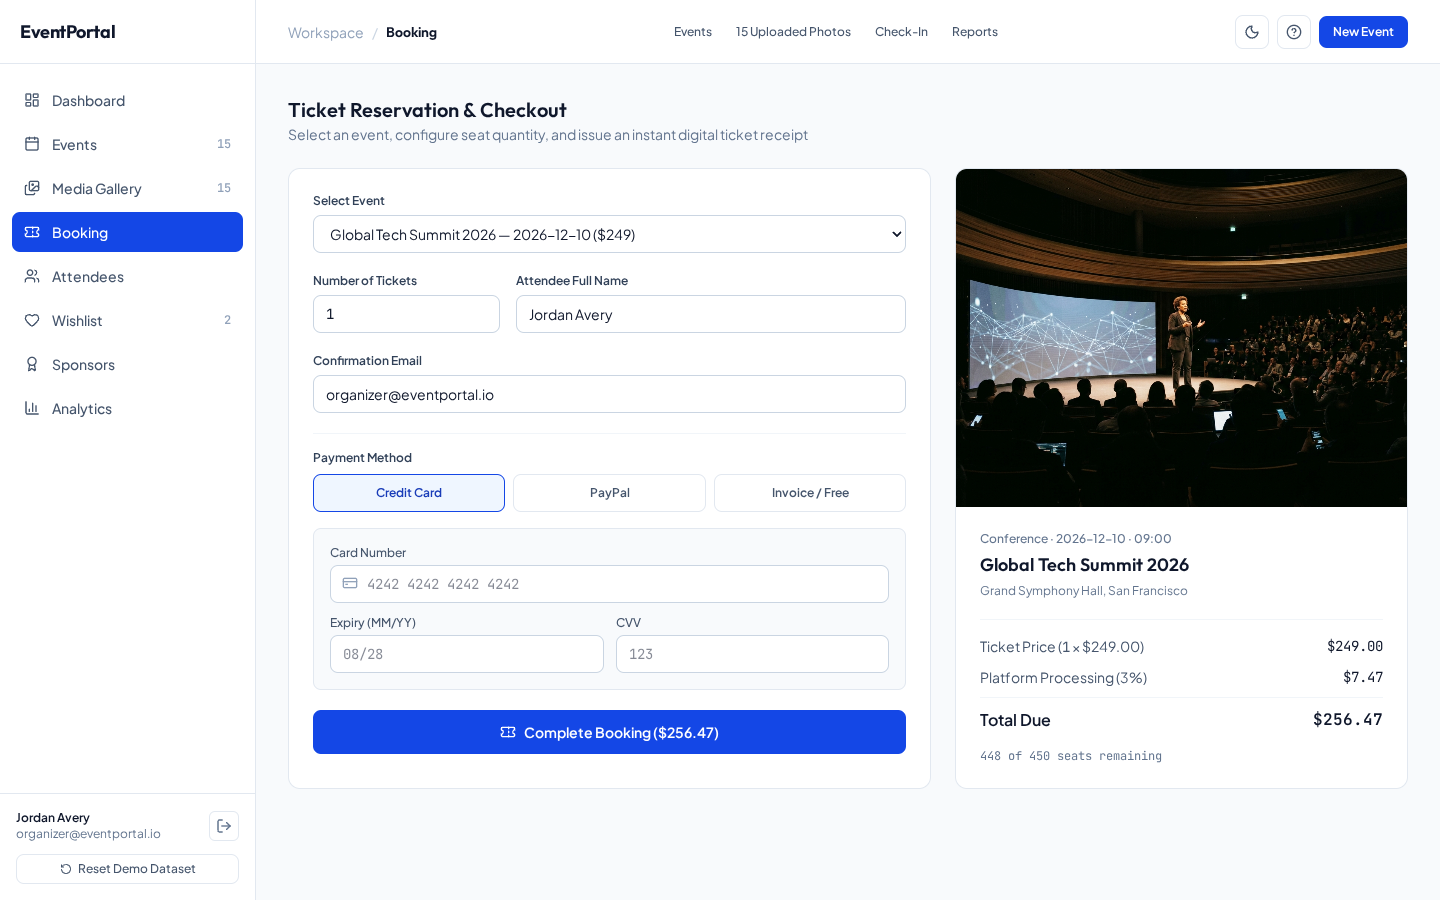 EventPortal
Workspace / Booking
Events
15 Uploaded Photos
Check-In
Reports
New Event
Dashboard
Events 15
Media Gallery 15
Booking
Attendees
Wishlist 2
Sponsors
Analytics
Jordan Avery
organizer@eventportal.io
Reset Demo Dataset
Ticket Reservation & Checkout
Select an event, configure seat quantity, and issue an instant digital ticket receipt
Select Event
Global Tech Summit 2026 — 2026-12-10 ($249)
Number of Tickets
1
Attendee Full Name
Jordan Avery
Confirmation Email
organizer@eventportal.io
Payment Method
Credit Card
PayPal
Invoice / Free
Card Number
4242 4242 4242 4242
Expiry (MM/YY)
08/28
CVV
123
Complete Booking ($256.47)
Conference · 2026-12-10 · 09:00
Global Tech Summit 2026
Grand Symphony Hall, San Francisco
Ticket Price (1 × $249.00) $249.00
Platform Processing (3%) $7.47
Total Due $256.47
448 of 450 seats remaining